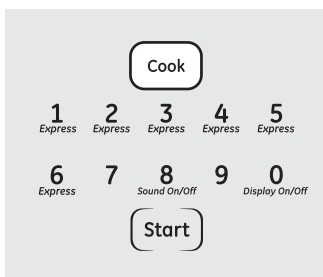 Cook
1 2 3 4 5
Express Express Express Express Express
6 7 8 9 0
Express Sound On/Off Display On/Off
Start